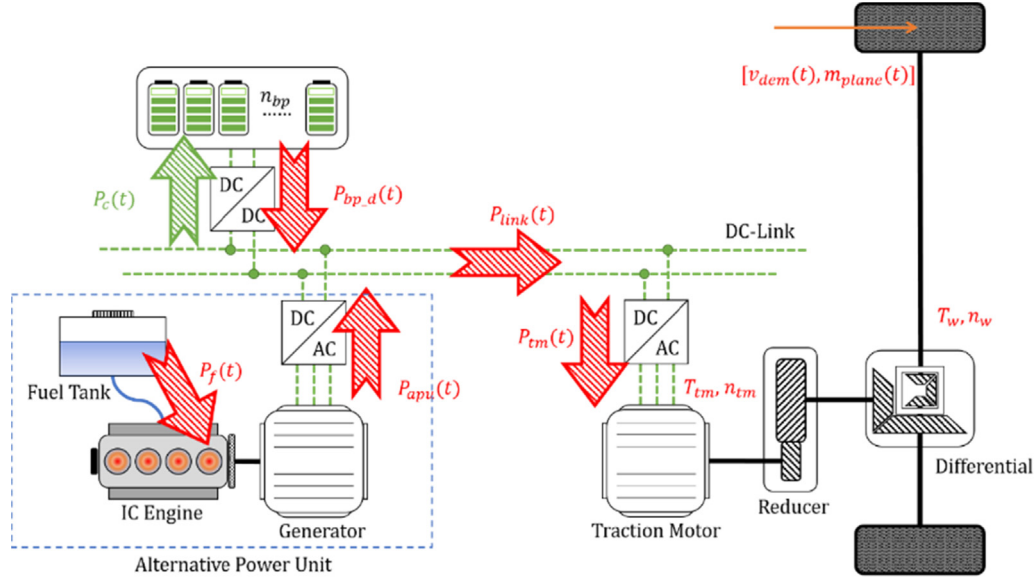 [v_dem(t), m_plane(t)]
n_bp
......
DC
DC
P_c(t)
P_bp_d(t)
P_link(t)
DC-Link
DC
AC
P_apu(t)
P_f(t)
Fuel Tank
IC Engine
Generator
Alternative Power Unit
P_tm(t)
DC
AC
T_tm, n_tm
Traction Motor
Reducer
T_w, n_w
Differential